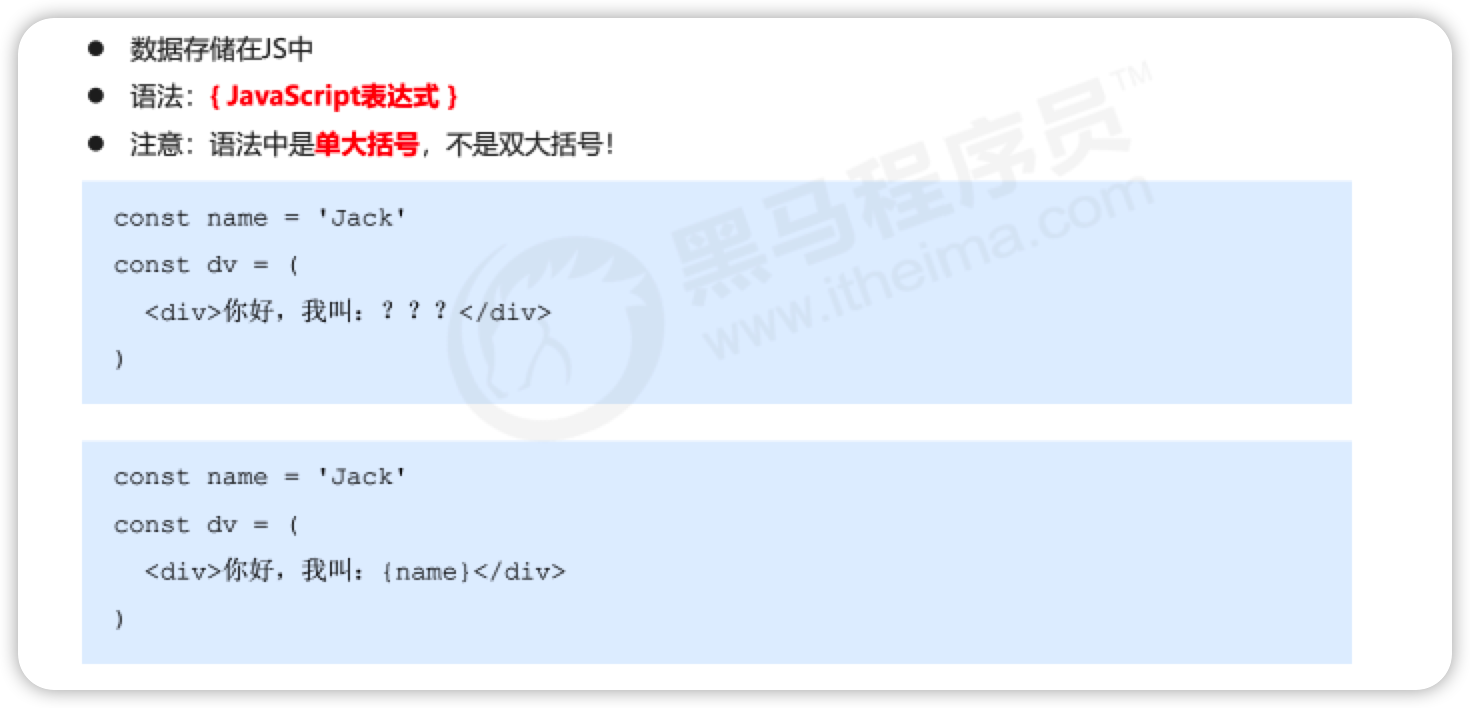 ● 数据存储在JS中
● 语法：{ JavaScript表达式 }
● 注意：语法中是单大括号，不是双大括号！
const name = 'Jack'
const dv = (
  <div>你好，我叫：？？？</div>
)
const name = 'Jack'
const dv = (
  <div>你好，我叫：{name}</div>
)
黑马程序员™
www.itheima.com